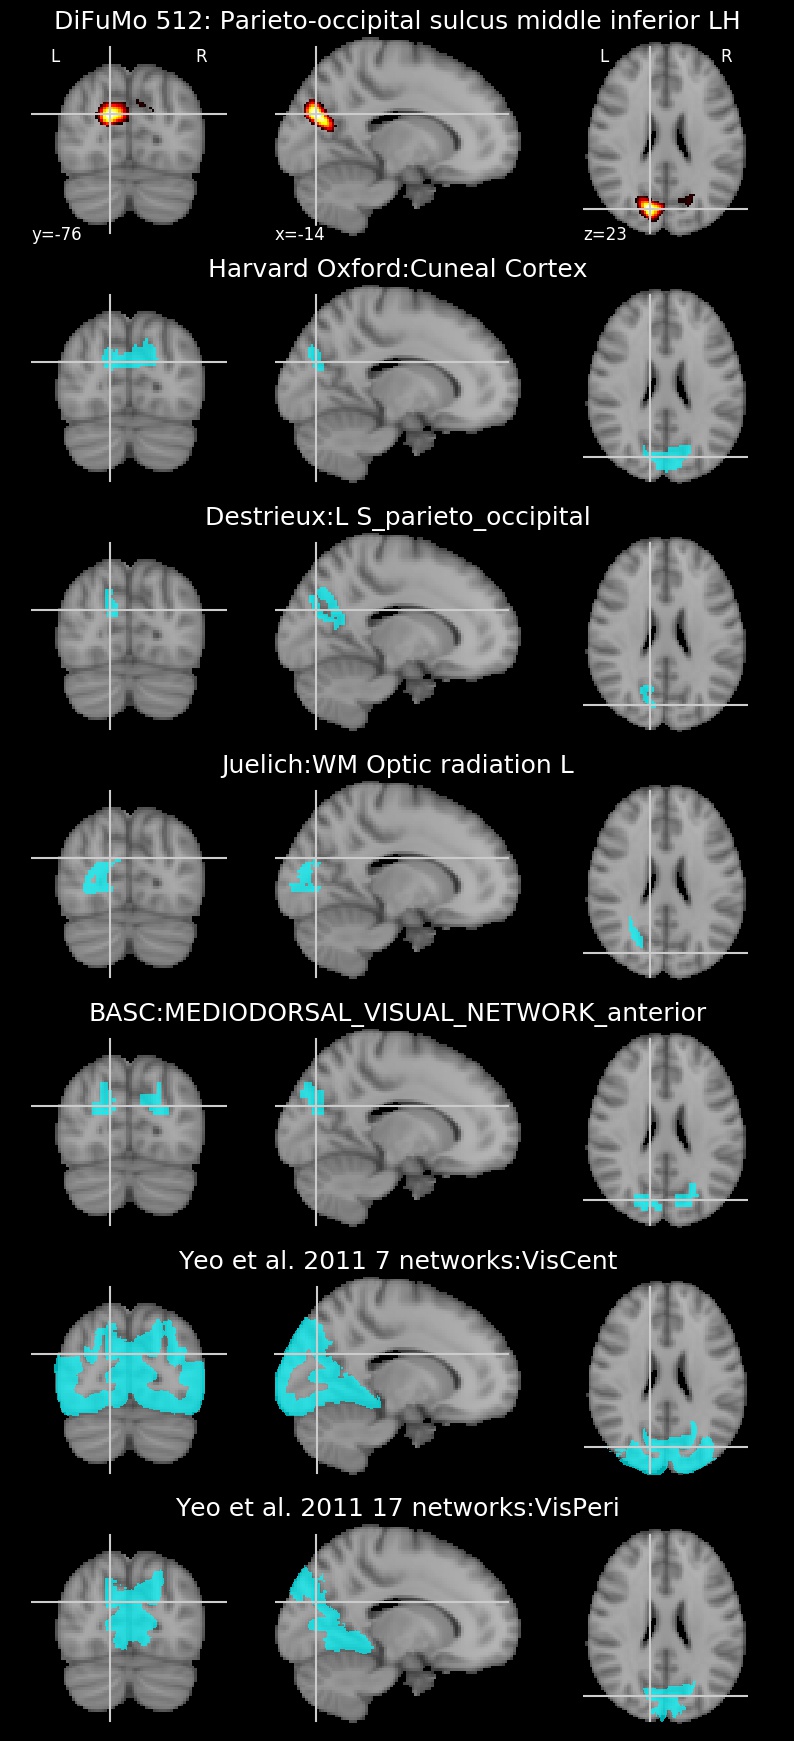 DiFuMo 512: Parieto-occipital sulcus middle inferior LH
L R L R
y=-76 x=-14 z=23
Harvard Oxford:Cuneal Cortex
Destrieux:L S_parieto_occipital
Juelich:WM Optic radiation L
BASC:MEDIODORSAL_VISUAL_NETWORK_anterior
Yeo et al. 2011 7 networks:VisCent
Yeo et al. 2011 17 networks:VisPeri